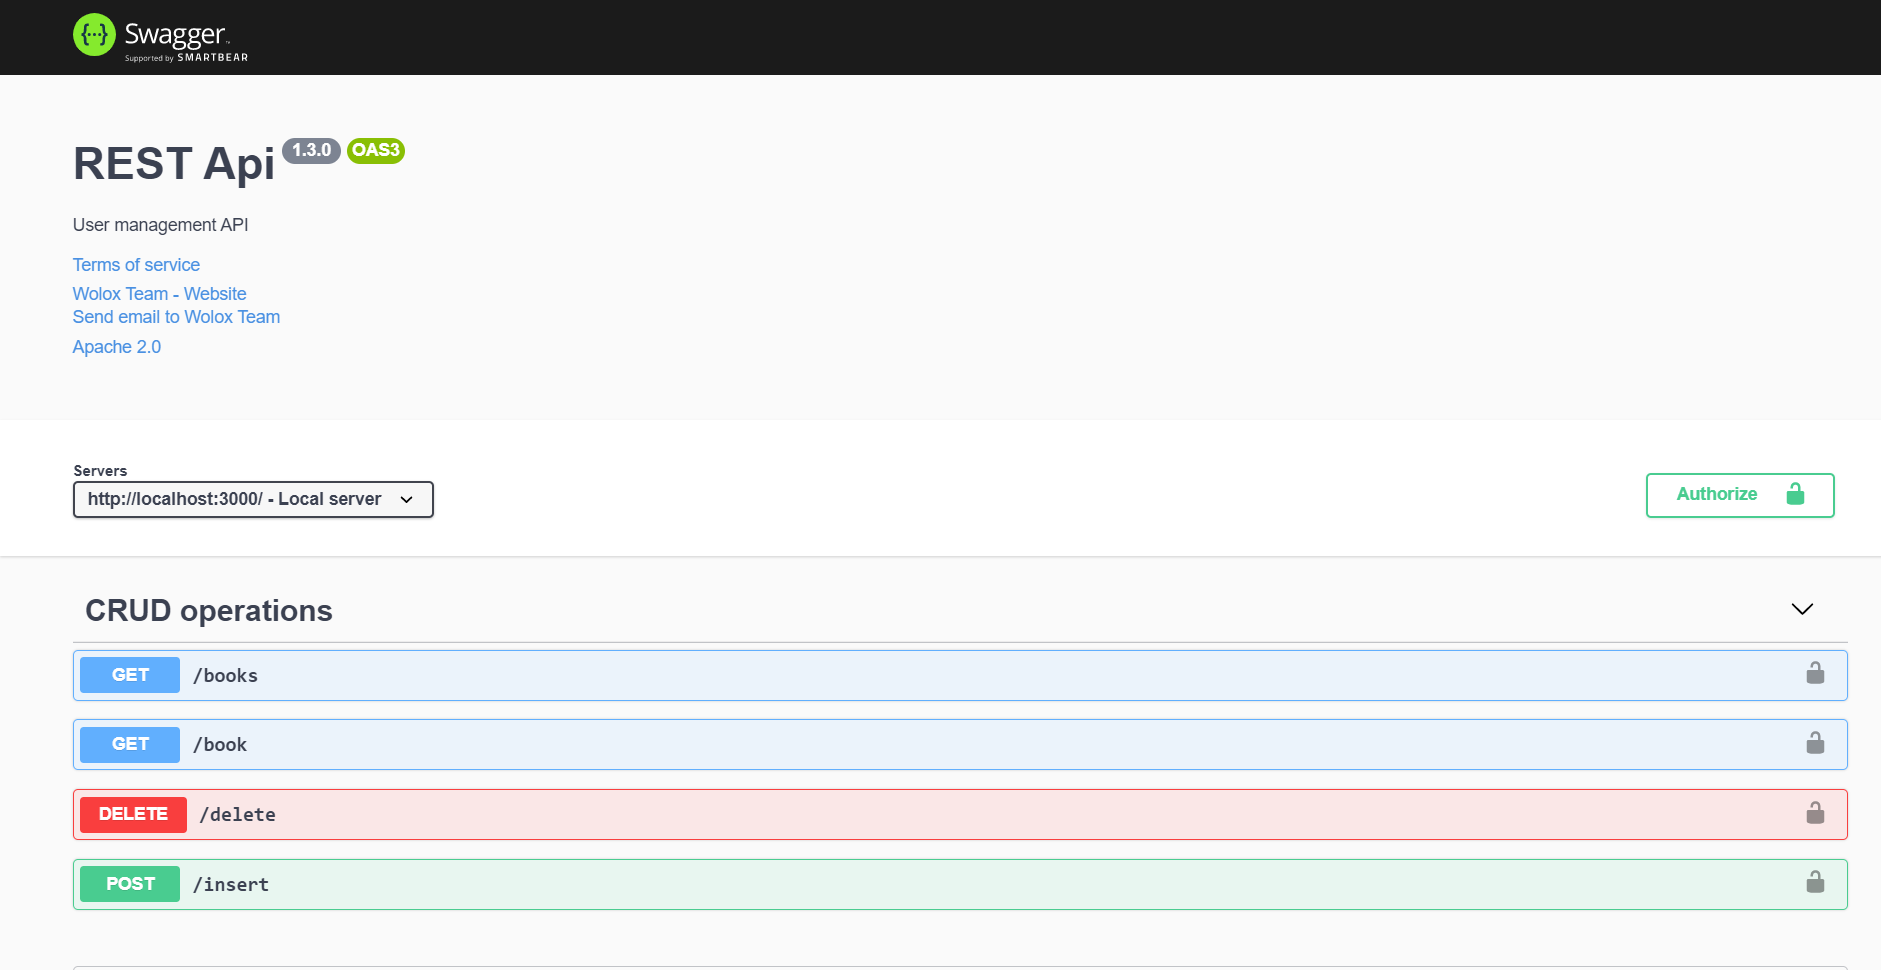 {···} Swagger™
Supported by SMARTBEAR
REST Api 1.3.0 OAS3
User management API
Terms of service
Wolox Team - Website
Send email to Wolox Team
Apache 2.0
Servers
http://localhost:3000/ - Local server
Authorize
CRUD operations
GET /books
GET /book
DELETE /delete
POST /insert